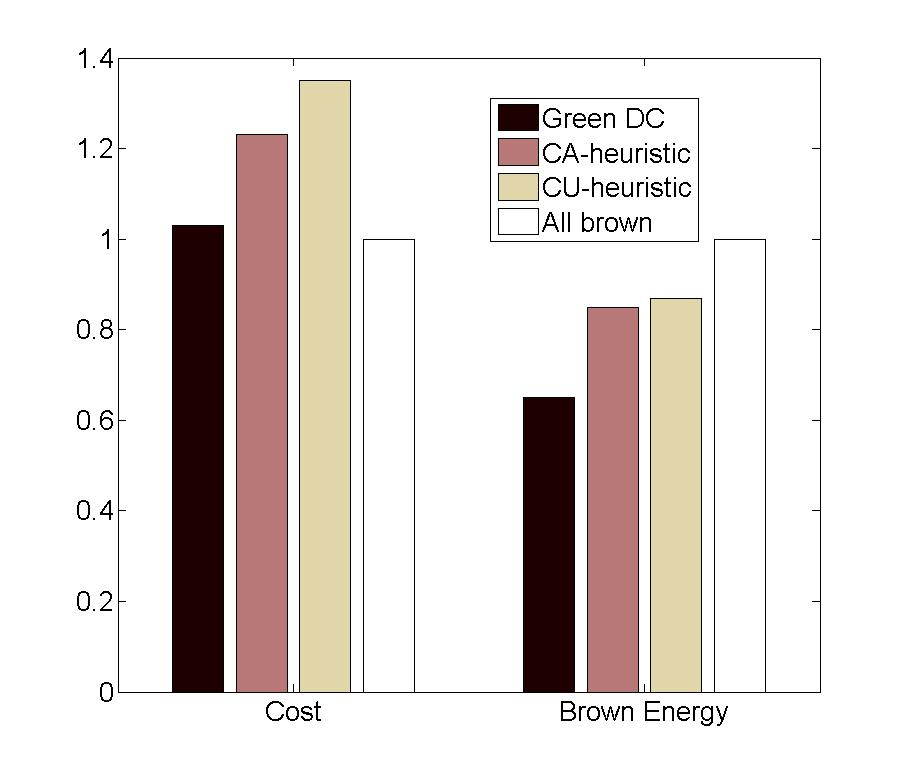 1.4
1.2
1
0.8
0.6
0.4
0.2
0
Green DC
CA-heuristic
CU-heuristic
All brown
Cost
Brown Energy